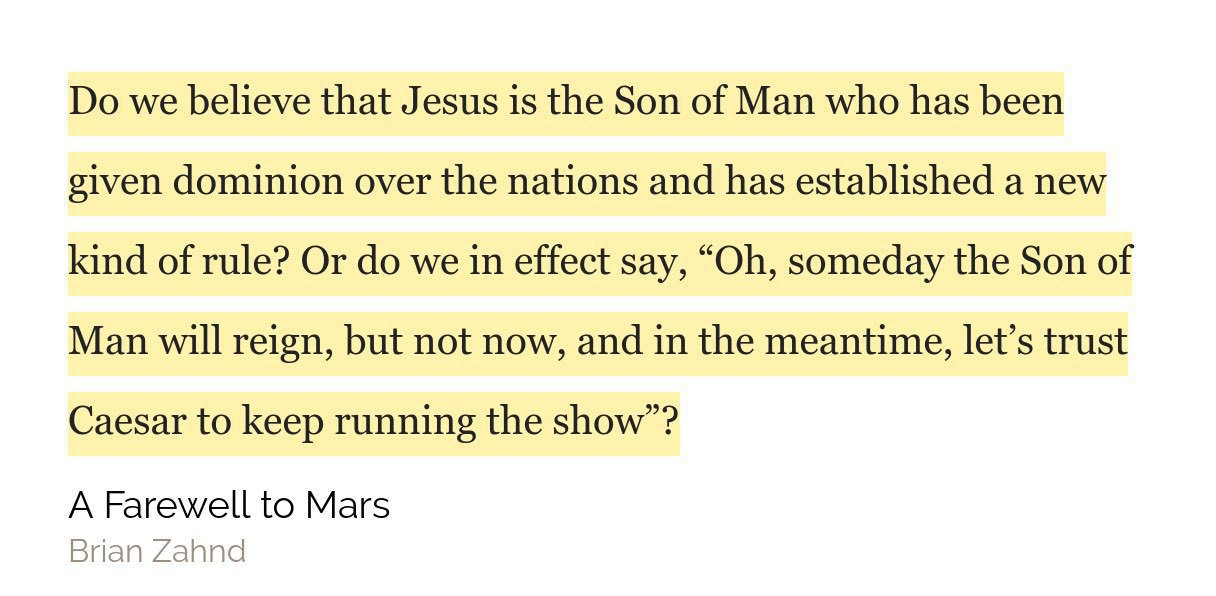 Do we believe that Jesus is the Son of Man who has been
given dominion over the nations and has established a new
kind of rule? Or do we in effect say, “Oh, someday the Son of
Man will reign, but not now, and in the meantime, let’s trust
Caesar to keep running the show”?
A Farewell to Mars
Brian Zahnd